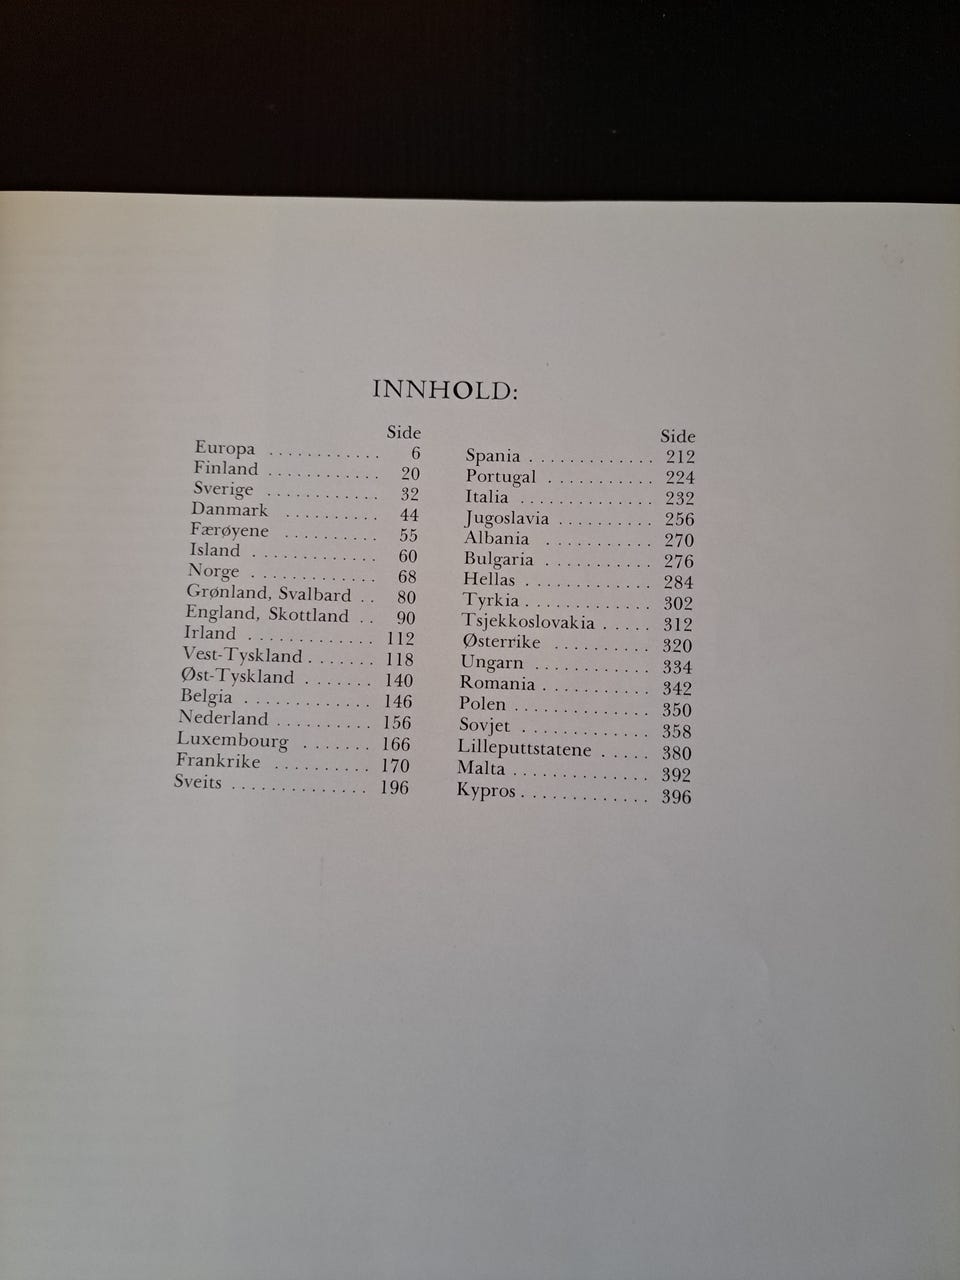 INNHOLD:
Side
Europa ............ 6
Finland ............ 20
Sverige ............ 32
Danmark .......... 44
Færøyene .......... 55
Island ............. 60
Norge ............. 68
Grønland, Svalbard .. 80
England, Skottland .. 90
Irland ............. 112
Vest-Tyskland ....... 118
Øst-Tyskland ....... 140
Belgia ............. 146
Nederland .......... 156
Luxembourg ....... 166
Frankrike .......... 170
Sveits .............. 196
Side
Spania ............. 212
Portugal ........... 224
Italia .............. 232
Jugoslavia .......... 256
Albania ........... 270
Bulgaria ........... 276
Hellas ............. 284
Tyrkia ............. 302
Tsjekkoslovakia ..... 312
Østerrike .......... 320
Ungarn ............ 334
Romania ........... 342
Polen .............. 350
Sovjet ............. 358
Lilleputtstatene ..... 380
Malta .............. 392
Kypros ............. 396